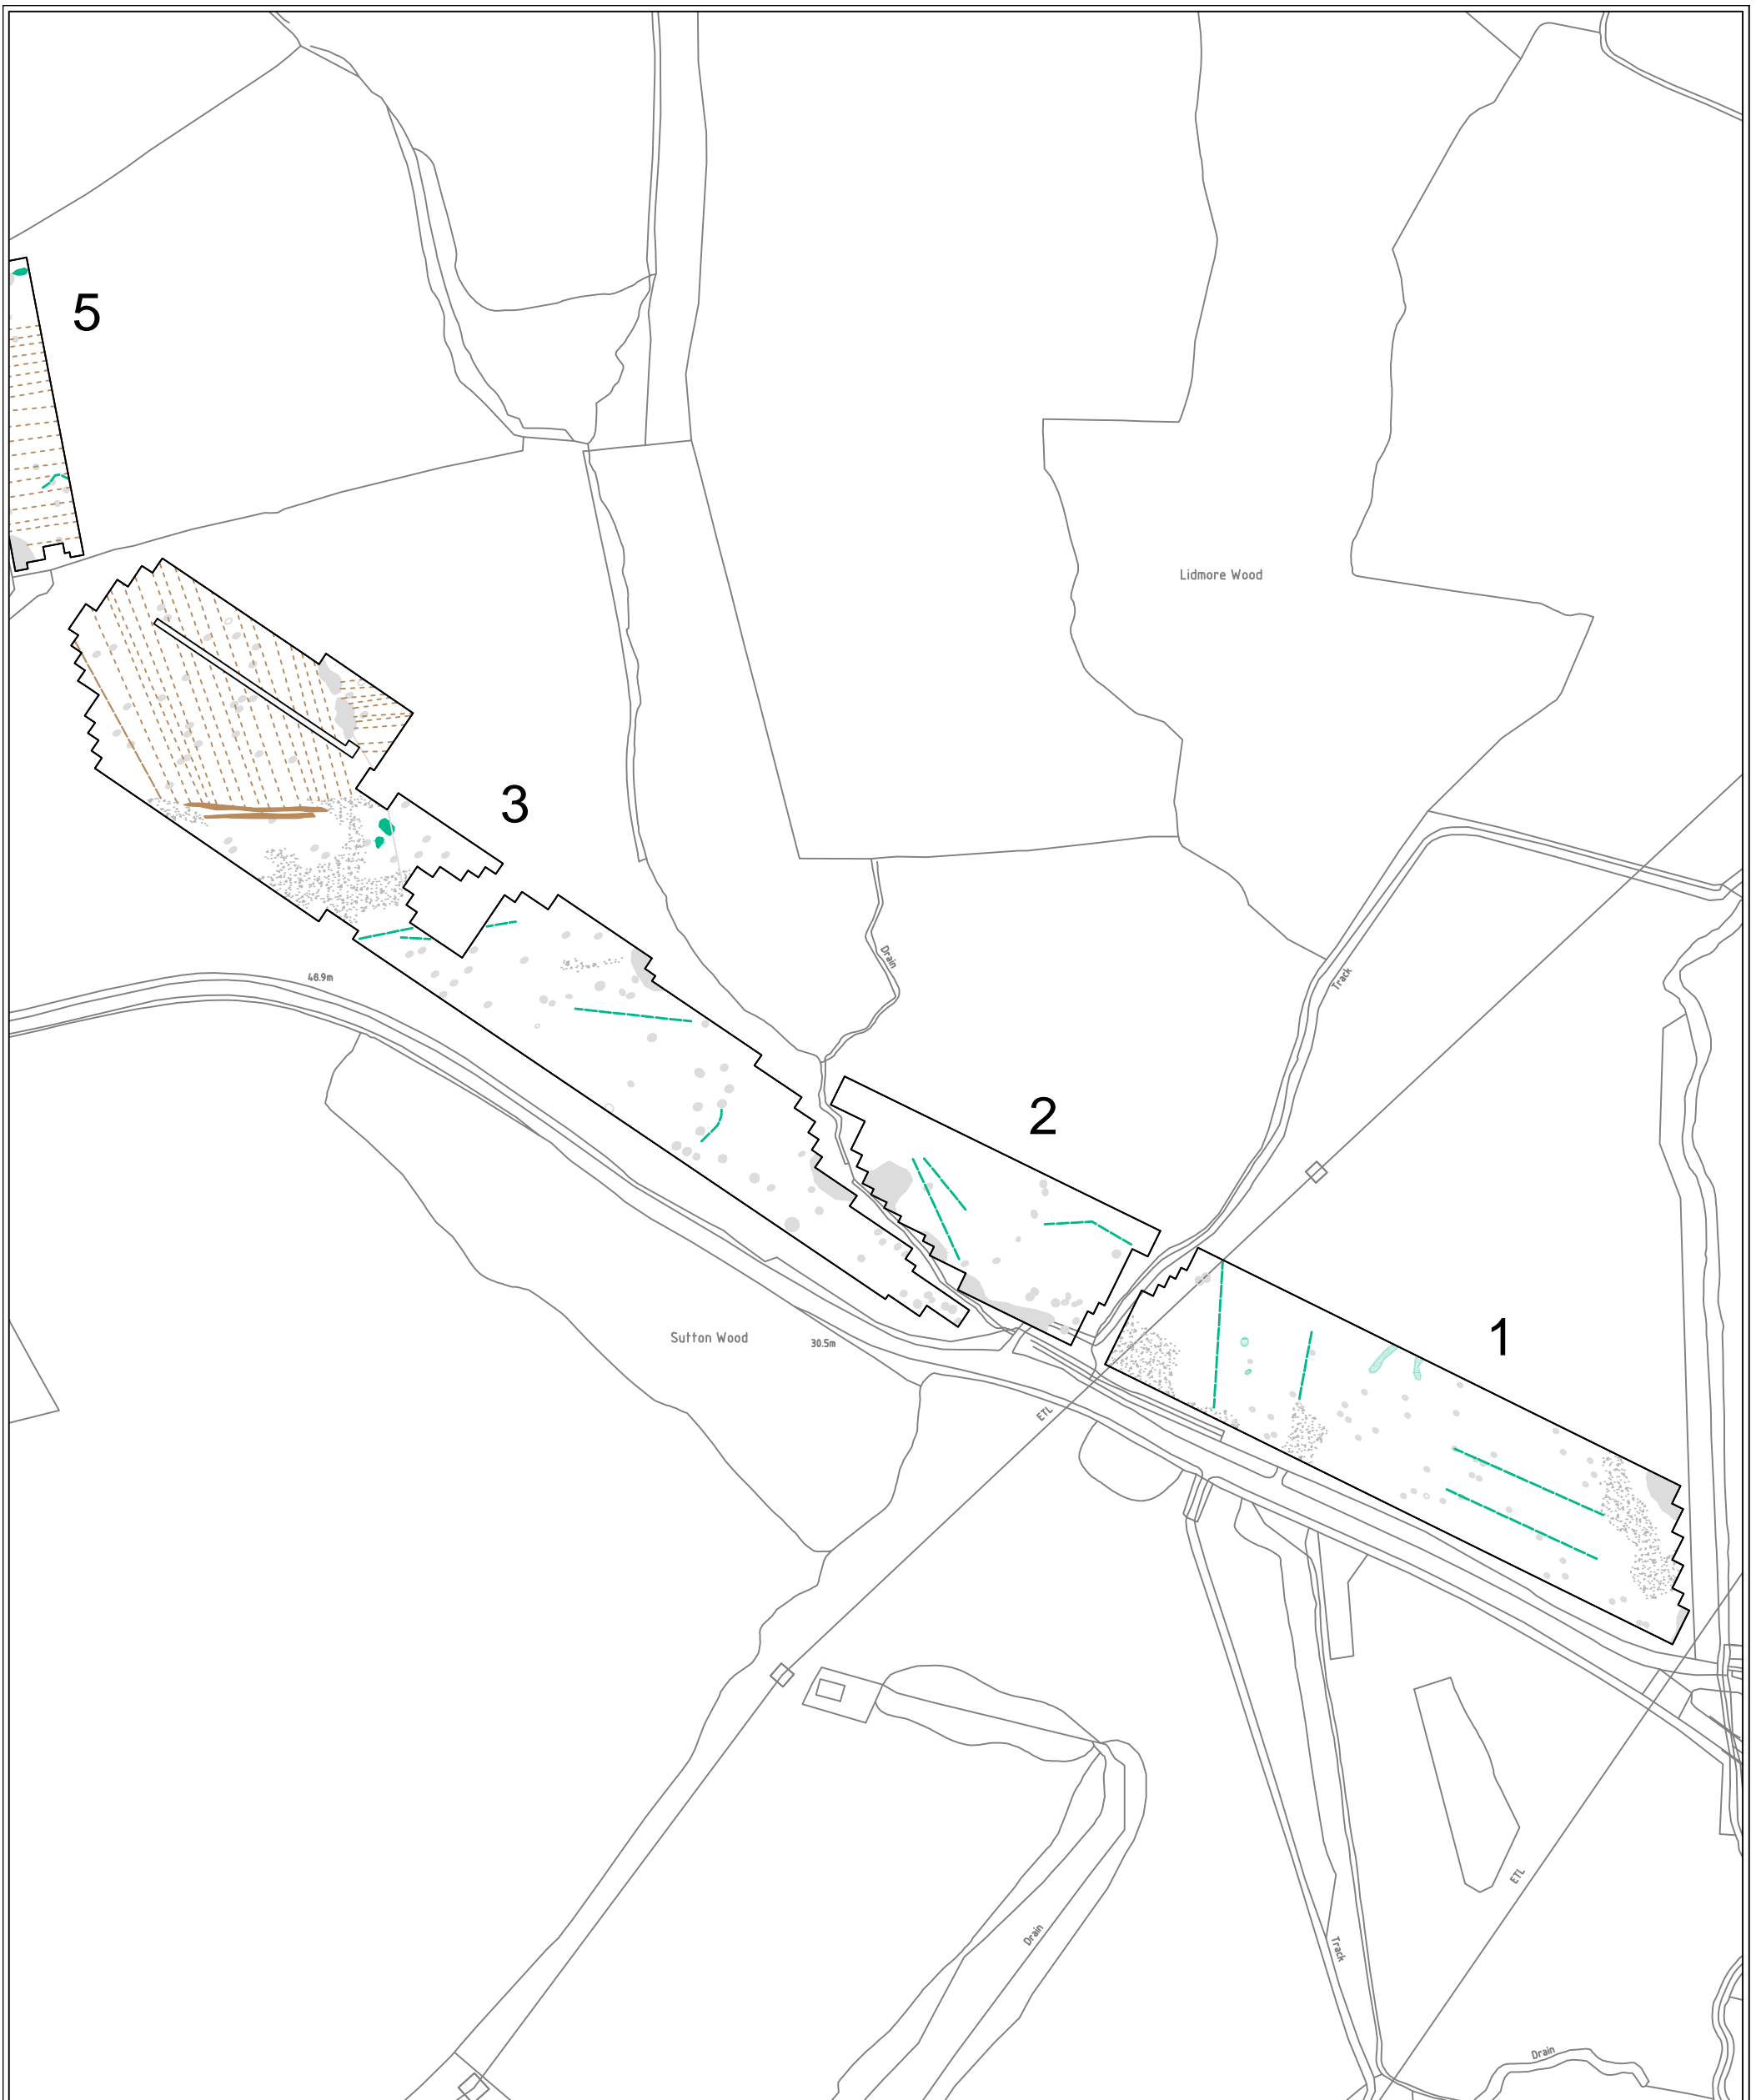 5
Lidmore Wood
3
Drain
48.9m
Track
2
1
Sutton Wood
30.5m
ETL
ETL
Drain
Track
Drain